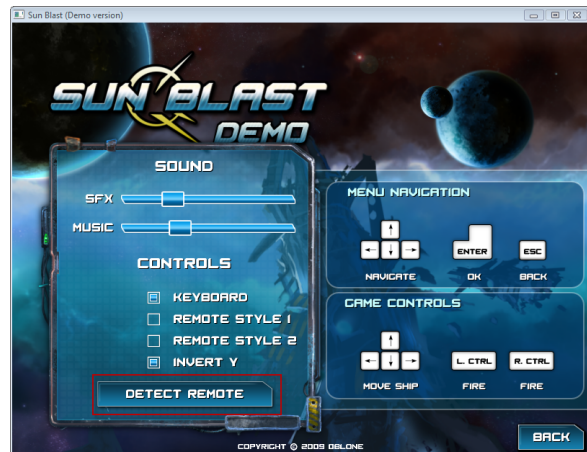 Sun Blast (Demo version)
SUN BLAST
DEMO
SOUND
SFX
MUSIC
CONTROLS
KEYBOARD
REMOTE STYLE 1
REMOTE STYLE 2
INVERT Y
DETECT REMOTE
MENU NAVIGATION
ENTER
ESC
NAVIGATE
OK
BACK
GAME CONTROLS
L. CTRL
R. CTRL
MOVE SHIP
FIRE
FIRE
COPYRIGHT © 2009 OBLONE
BACK